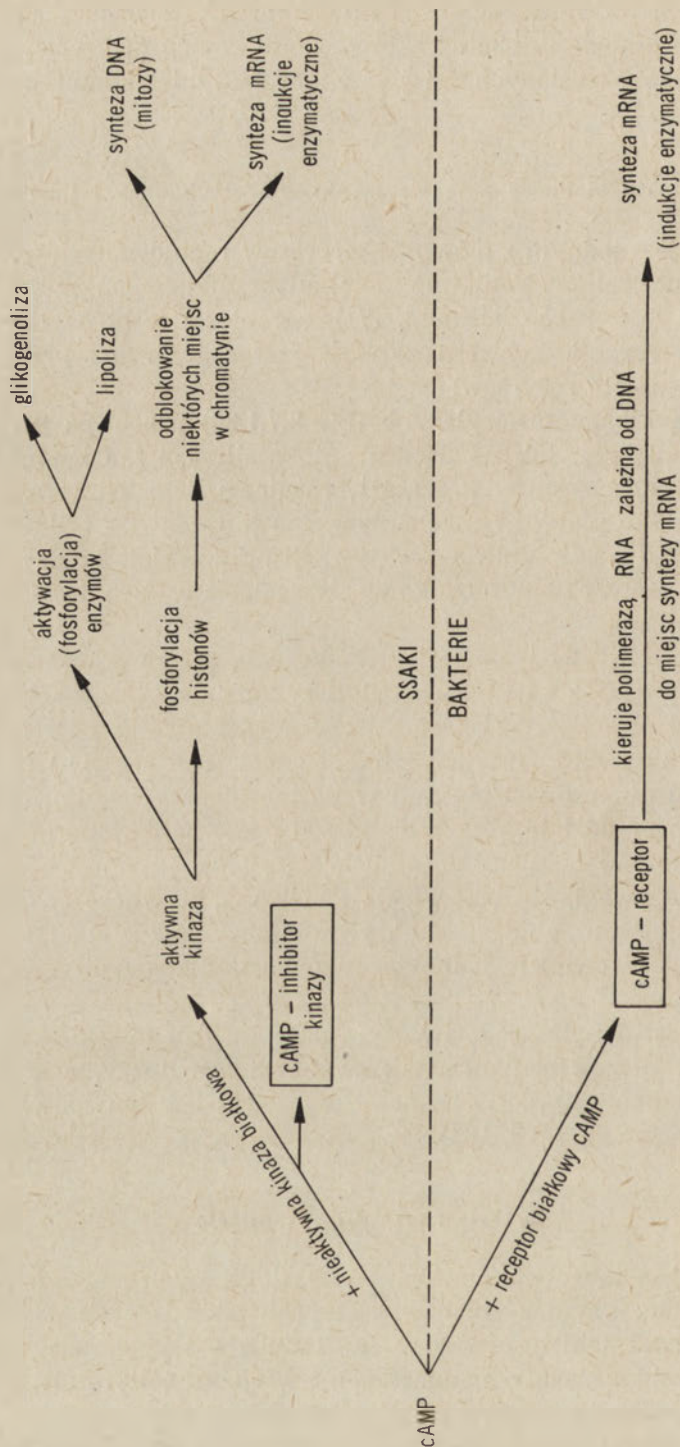 cAMP
+ nieaktywna kinaza białkowa
cAMP – inhibitor
kinazy
aktywna
kinaza
aktywacja
(fosforylacja)
enzymów
glikogenoliza
lipoliza
fosforylacja
histonów
odblokowanie
niektórych miejsc
w chromatynie
synteza DNA
(mitozy)
synteza mRNA
(indukcje
enzymatyczne)
SSAKI
BAKTERIE
+ receptor białkowy cAMP
cAMP – receptor
kieruje polimerazą RNA zależną od DNA
do miejsc syntezy mRNA
synteza mRNA
(indukcje enzymatyczne)